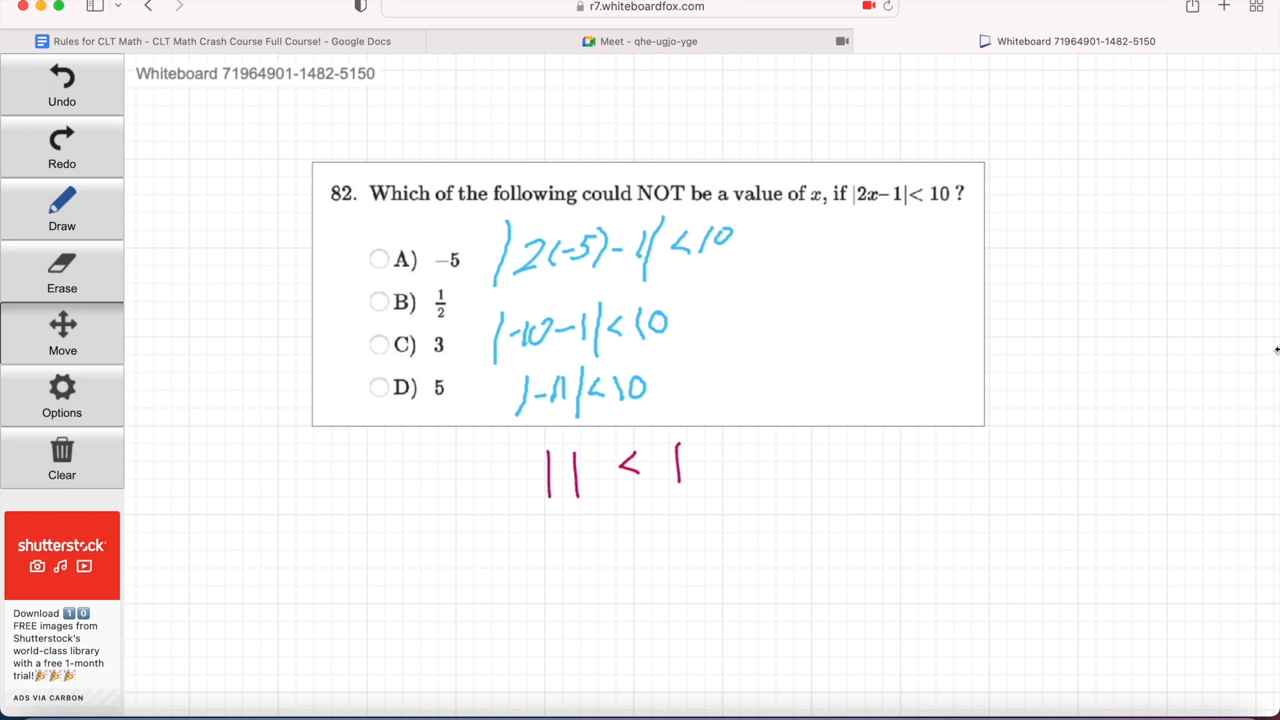 r7.whiteboardfox.com
Rules for CLT Math - CLT Math Crash Course Full Course! - Google Docs
Meet - qhe-ugjo-yge
Whiteboard 71964901-1482-5150
Undo
Redo
Draw
Erase
Move
Options
Clear
Whiteboard 71964901-1482-5150
82. Which of the following could NOT be a value of x, if |2x−1|< 10 ?
A) −5
B) 1/2
C) 3
D) 5
|2(-5)-1|<10
|-10-1|<10
|-11|<10
11 < 1
shutterstock
Download 1️⃣0️⃣
FREE images from
Shutterstock's
world-class library
with a free 1-month
trial!🎉🎉🎉
ADS VIA CARBON